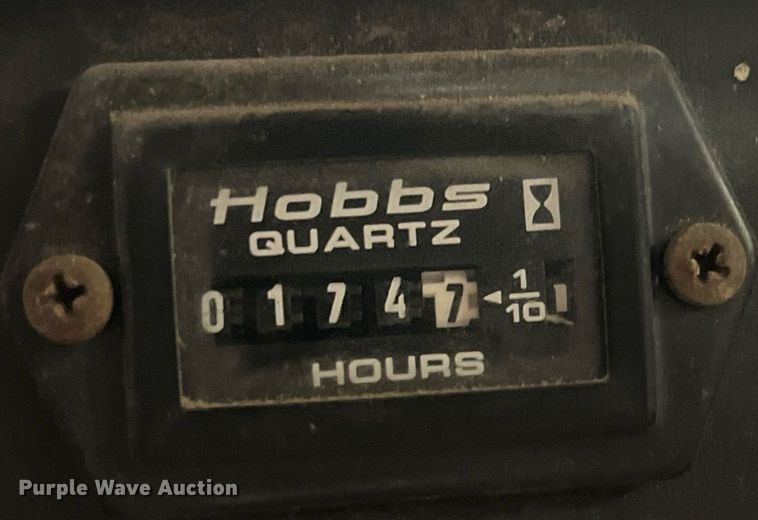 Hobbs
QUARTZ
0 1 7 4 7 ◄ 1/10
HOURS
Purple Wave Auction